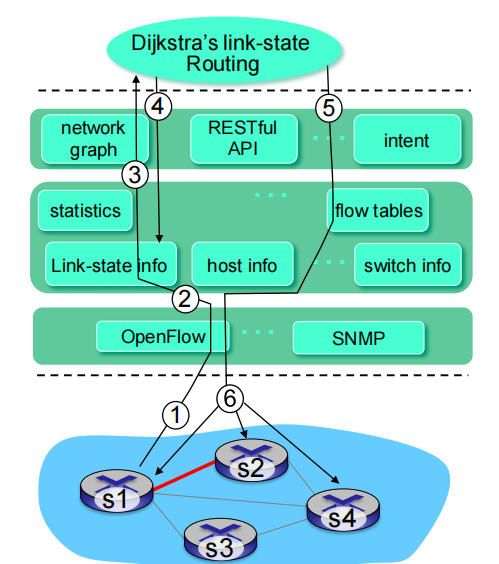 Dijkstra's link-state
Routing
4
5
network
graph
RESTful
API
intent
3
statistics
flow tables
Link-state info
host info
switch info
2
OpenFlow
SNMP
1
6
s1
s2
s3
s4